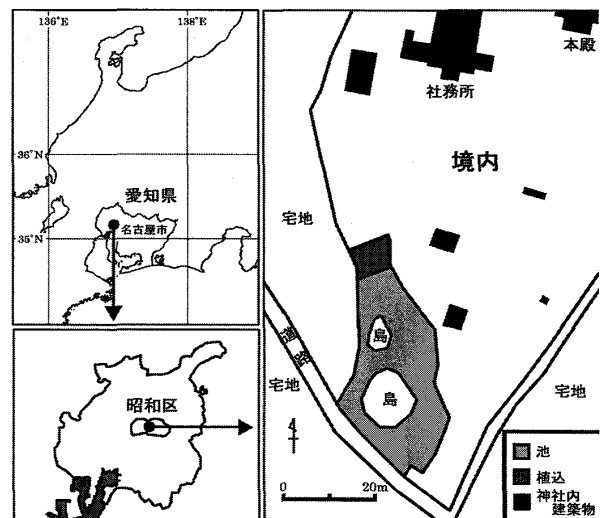 136°E
138°E
36°N
35°N
愛知県
名古屋市
昭和区
本殿
社務所
境内
宅地
道路
宅地
島
島
宅地
0
20m
池
植込
神社内
建築物